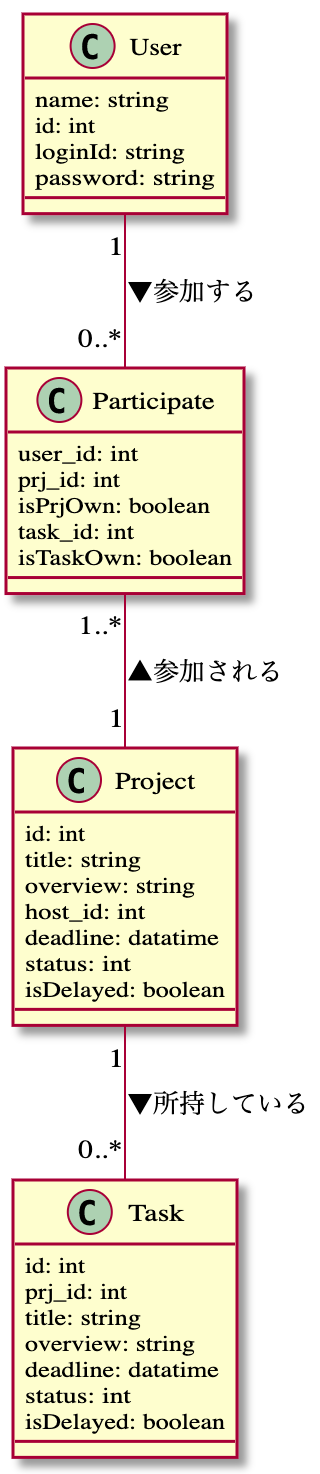 C User
name: string
id: int
loginId: string
password: string
1
▼参加する
0..*
C Participate
user_id: int
prj_id: int
isPrjOwn: boolean
task_id: int
isTaskOwn: boolean
1..*
▲参加される
1
C Project
id: int
title: string
overview: string
host_id: int
deadline: datatime
status: int
isDelayed: boolean
1
▼所持している
0..*
C Task
id: int
prj_id: int
title: string
overview: string
deadline: datatime
status: int
isDelayed: boolean